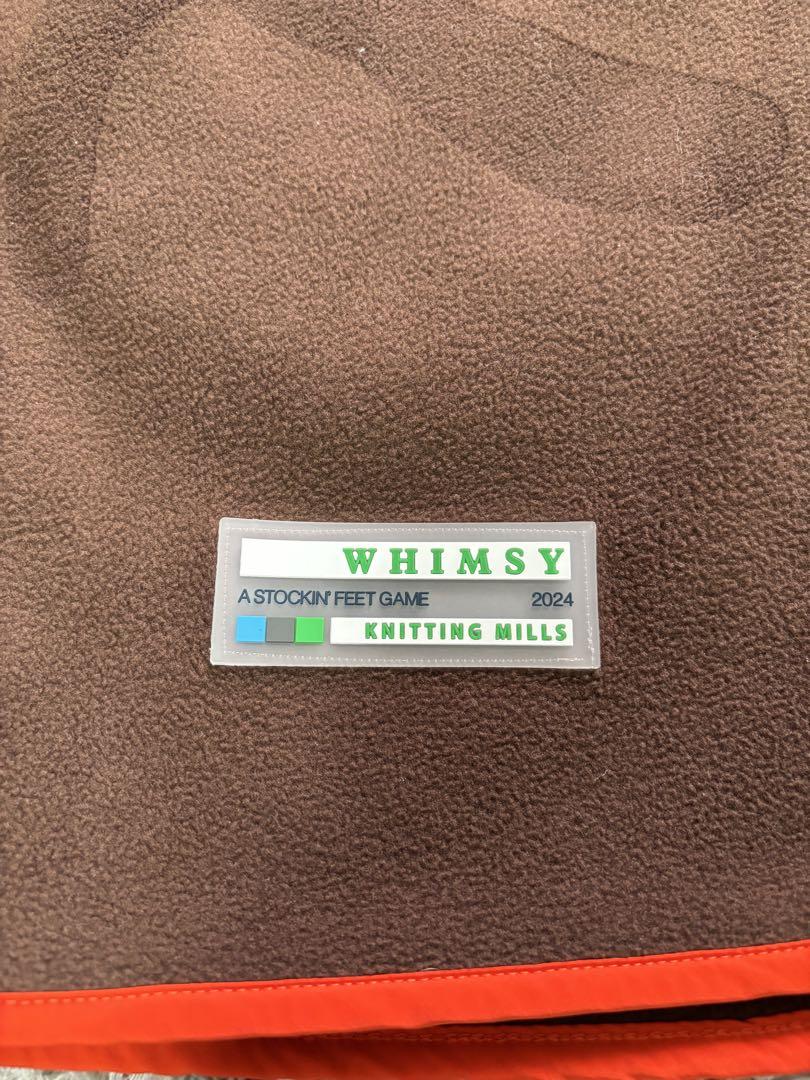 WHIMSY
A STOCKIN' FEET GAME 2024
KNITTING MILLS